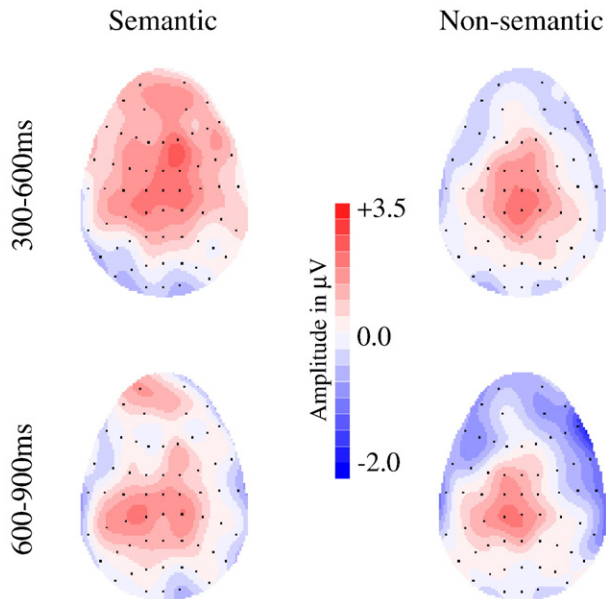 Semantic
Non-semantic
300-600ms
+3.5
Amplitude in µV
0.0
-2.0
600-900ms